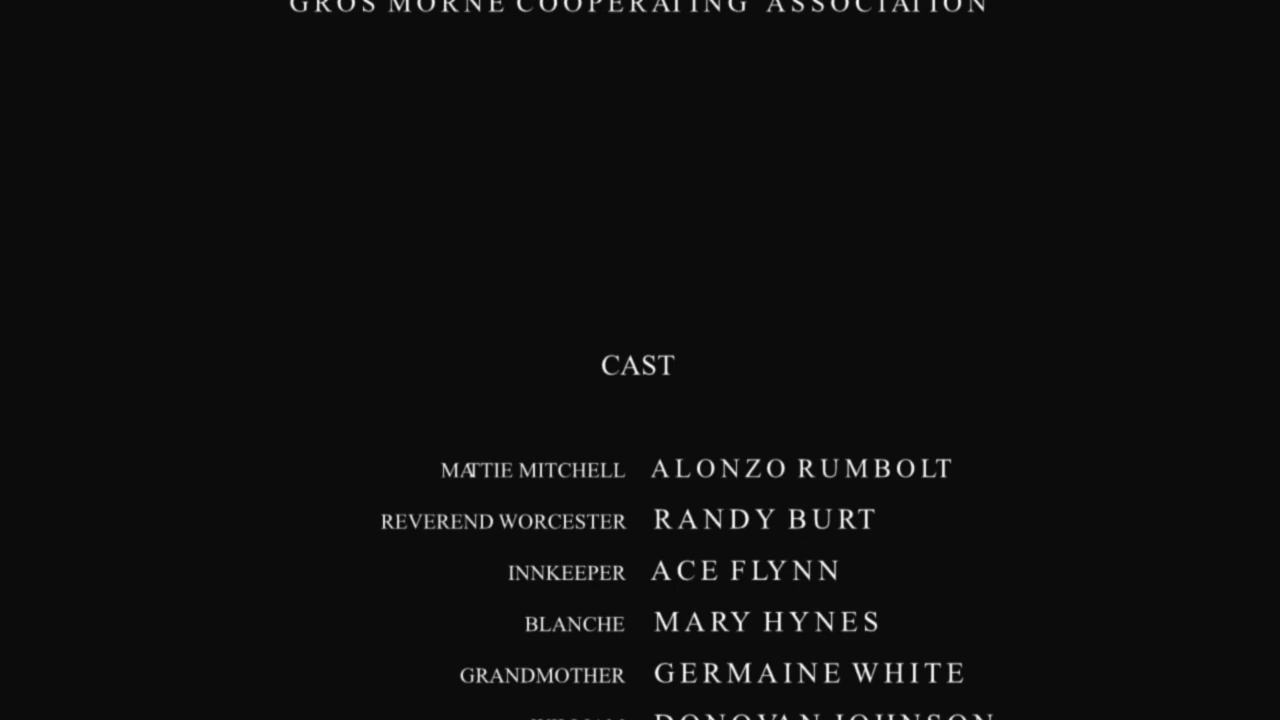 GROS MORNE COOPERATING ASSOCIATION
CAST
MATTIE MITCHELL ALONZO RUMBOLT
REVEREND WORCESTER RANDY BURT
INNKEEPER ACE FLYNN
BLANCHE MARY HYNES
GRANDMOTHER GERMAINE WHITE
DONOVAN JOHNSON